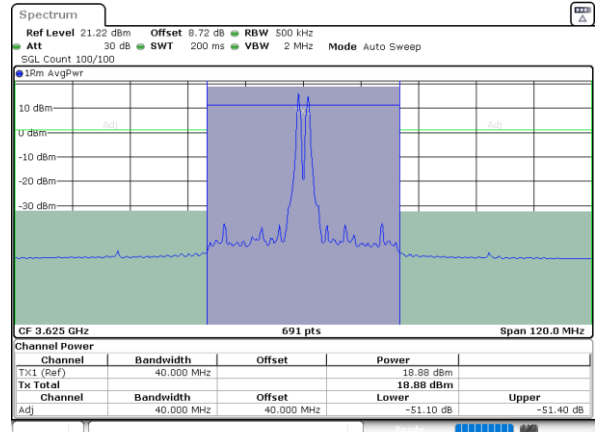 Spectrum
Ref Level 21.22 dBm Offset 8.72 dB RBW 500 kHz
Att 30 dB SWT 200 ms VBW 2 MHz Mode Auto Sweep
SGL Count 100/100
1Rm AvgPwr
10 dBm
Adj Adj
0 dBm
-10 dBm
-20 dBm
-30 dBm
CF 3.625 GHz 691 pts Span 120.0 MHz
Channel Power
Channel Bandwidth Offset Power
TX1 (Ref) 40.000 MHz 18.88 dBm
Tx Total 18.88 dBm
Channel Bandwidth Offset Lower Upper
Adj 40.000 MHz 40.000 MHz -51.10 dB -51.40 dB